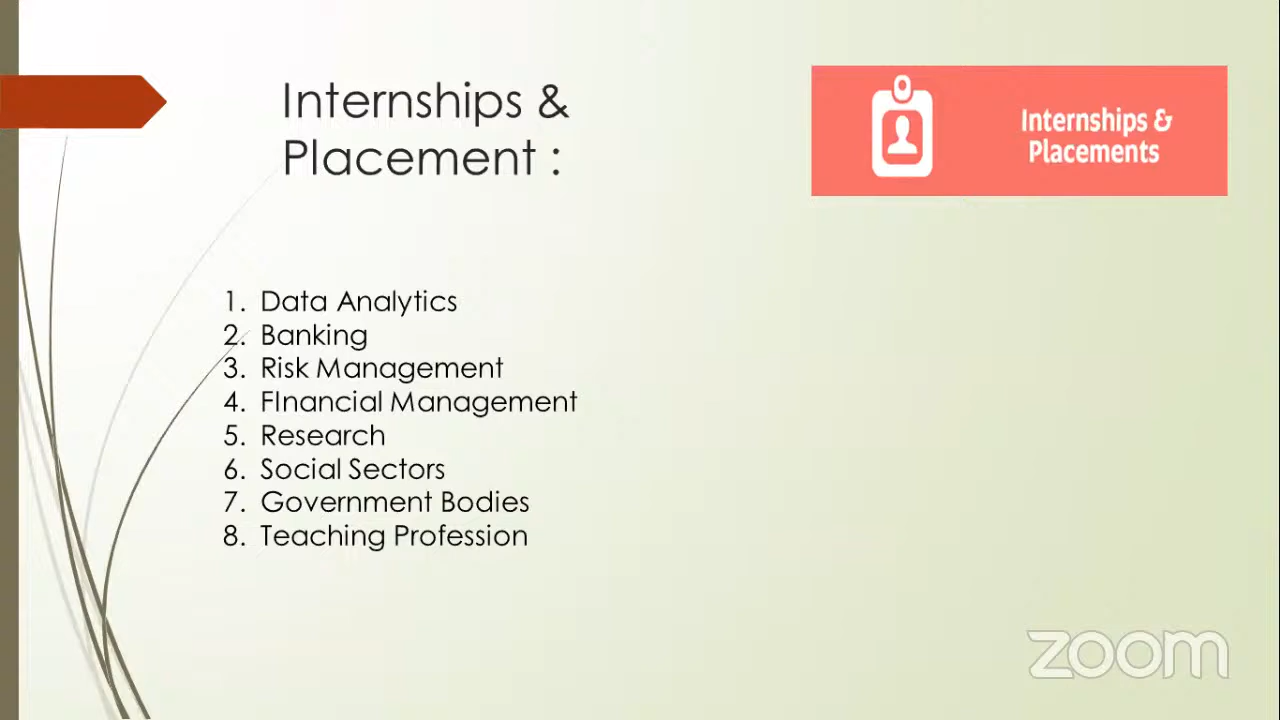 Internships &
Placement :
Internships &
Placements
1. Data Analytics
2. Banking
3. Risk Management
4. FInancial Management
5. Research
6. Social Sectors
7. Government Bodies
8. Teaching Profession
zoom